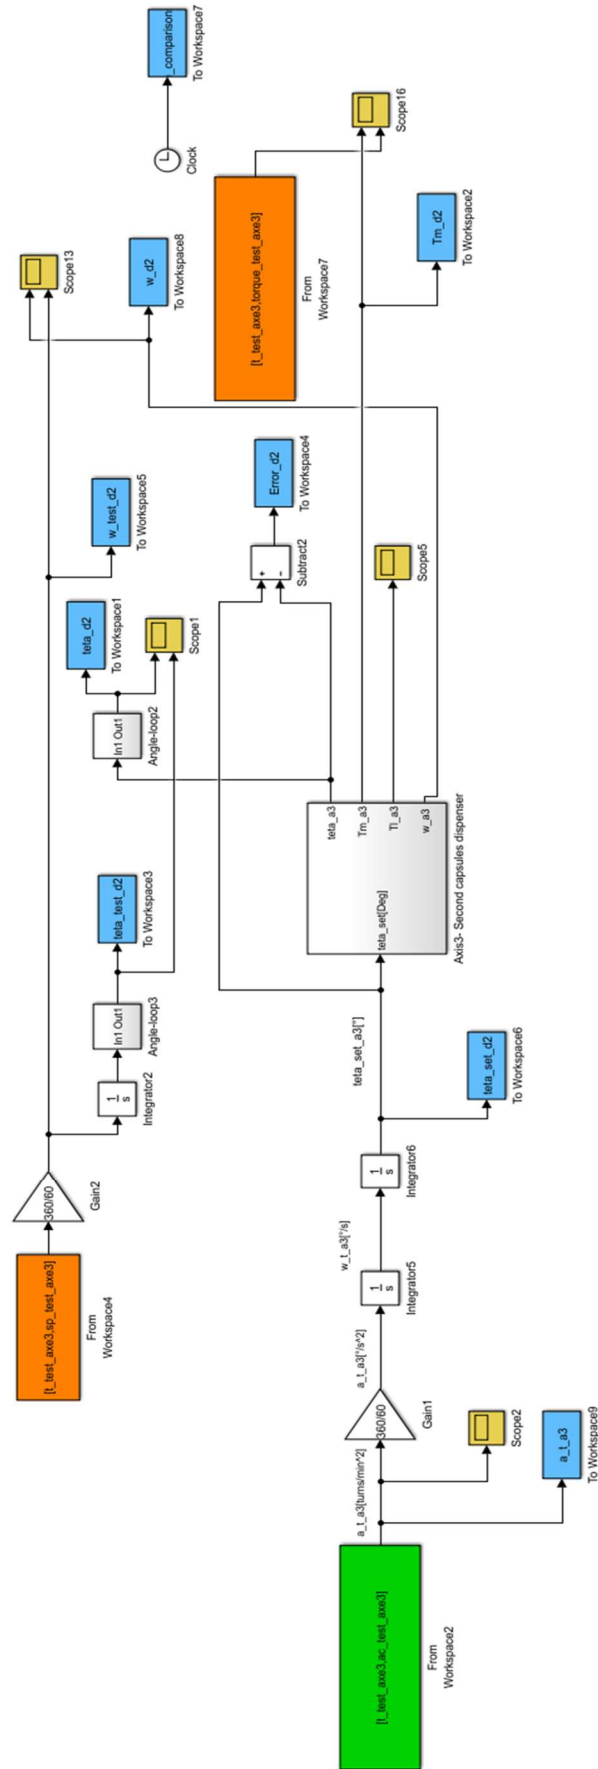 [t_test_axe3,sp_test_axe3]
From
Workspace4
360/60
Gain2
1
s
Integrator2
In1 Out1
Angle-loop3
teta_test_d2
To Workspace3
In1 Out1
Angle-loop2
teta_d2
To Workspace1
Scope1
w_test_d2
To Workspace5
Scope13
w_d2
To Workspace8
Clock
_comparison
To Workspace7
[t_test_axe3,torque_test_axe3]
From
Workspace7
Scope16
Tm_d2
To Workspace2
+
-
Subtract2
Error_d2
To Workspace4
Scope5
[t_test_axe3,ac_test_axe3]
From
Workspace2
a_t_a3[turns/min^2]
Scope2
a_t_a3
To Workspace9
360/60
Gain1
a_t_a3[°/s^2]
1
s
Integrator5
w_t_a3[°/s]
1
s
Integrator6
teta_set_a3[°]
teta_set_d2
To Workspace6
teta_set[Deg]
teta_a3
Tm_a3
Tl_a3
w_a3
Axis3- Second capsules dispenser